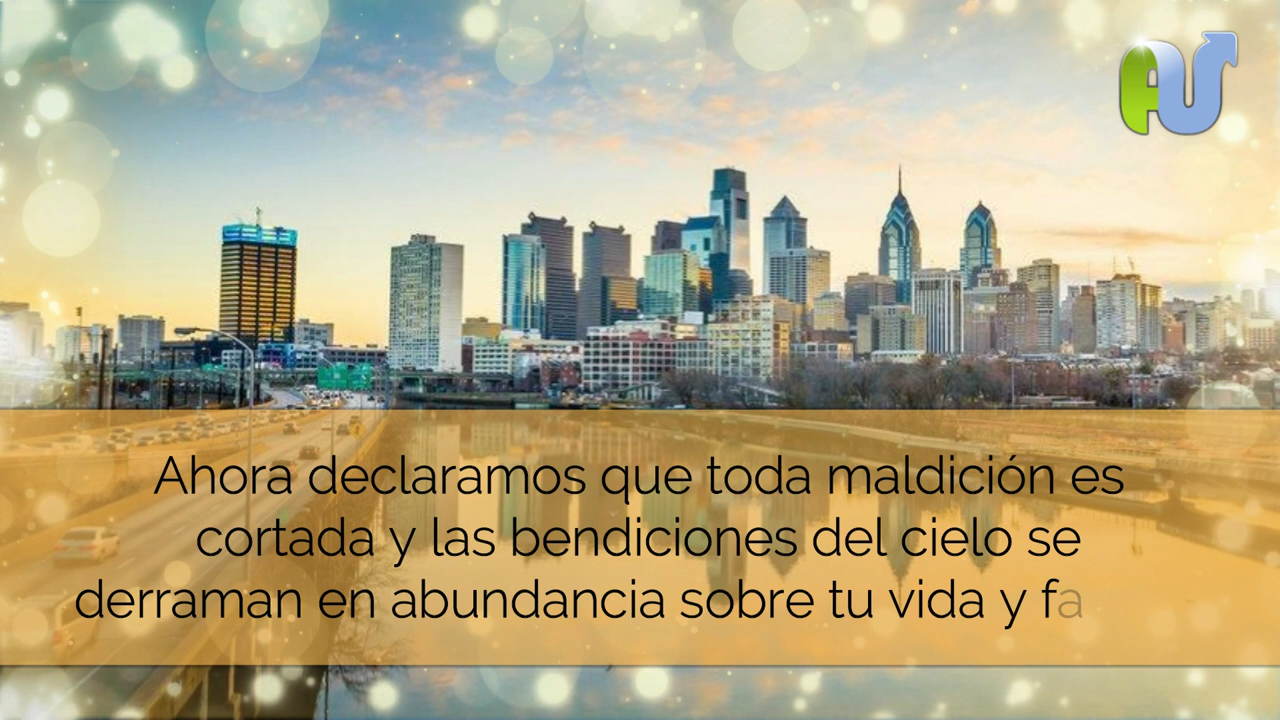 AU
Ahora declaramos que toda maldición es
cortada y las bendiciones del cielo se
derraman en abundancia sobre tu vida y fa